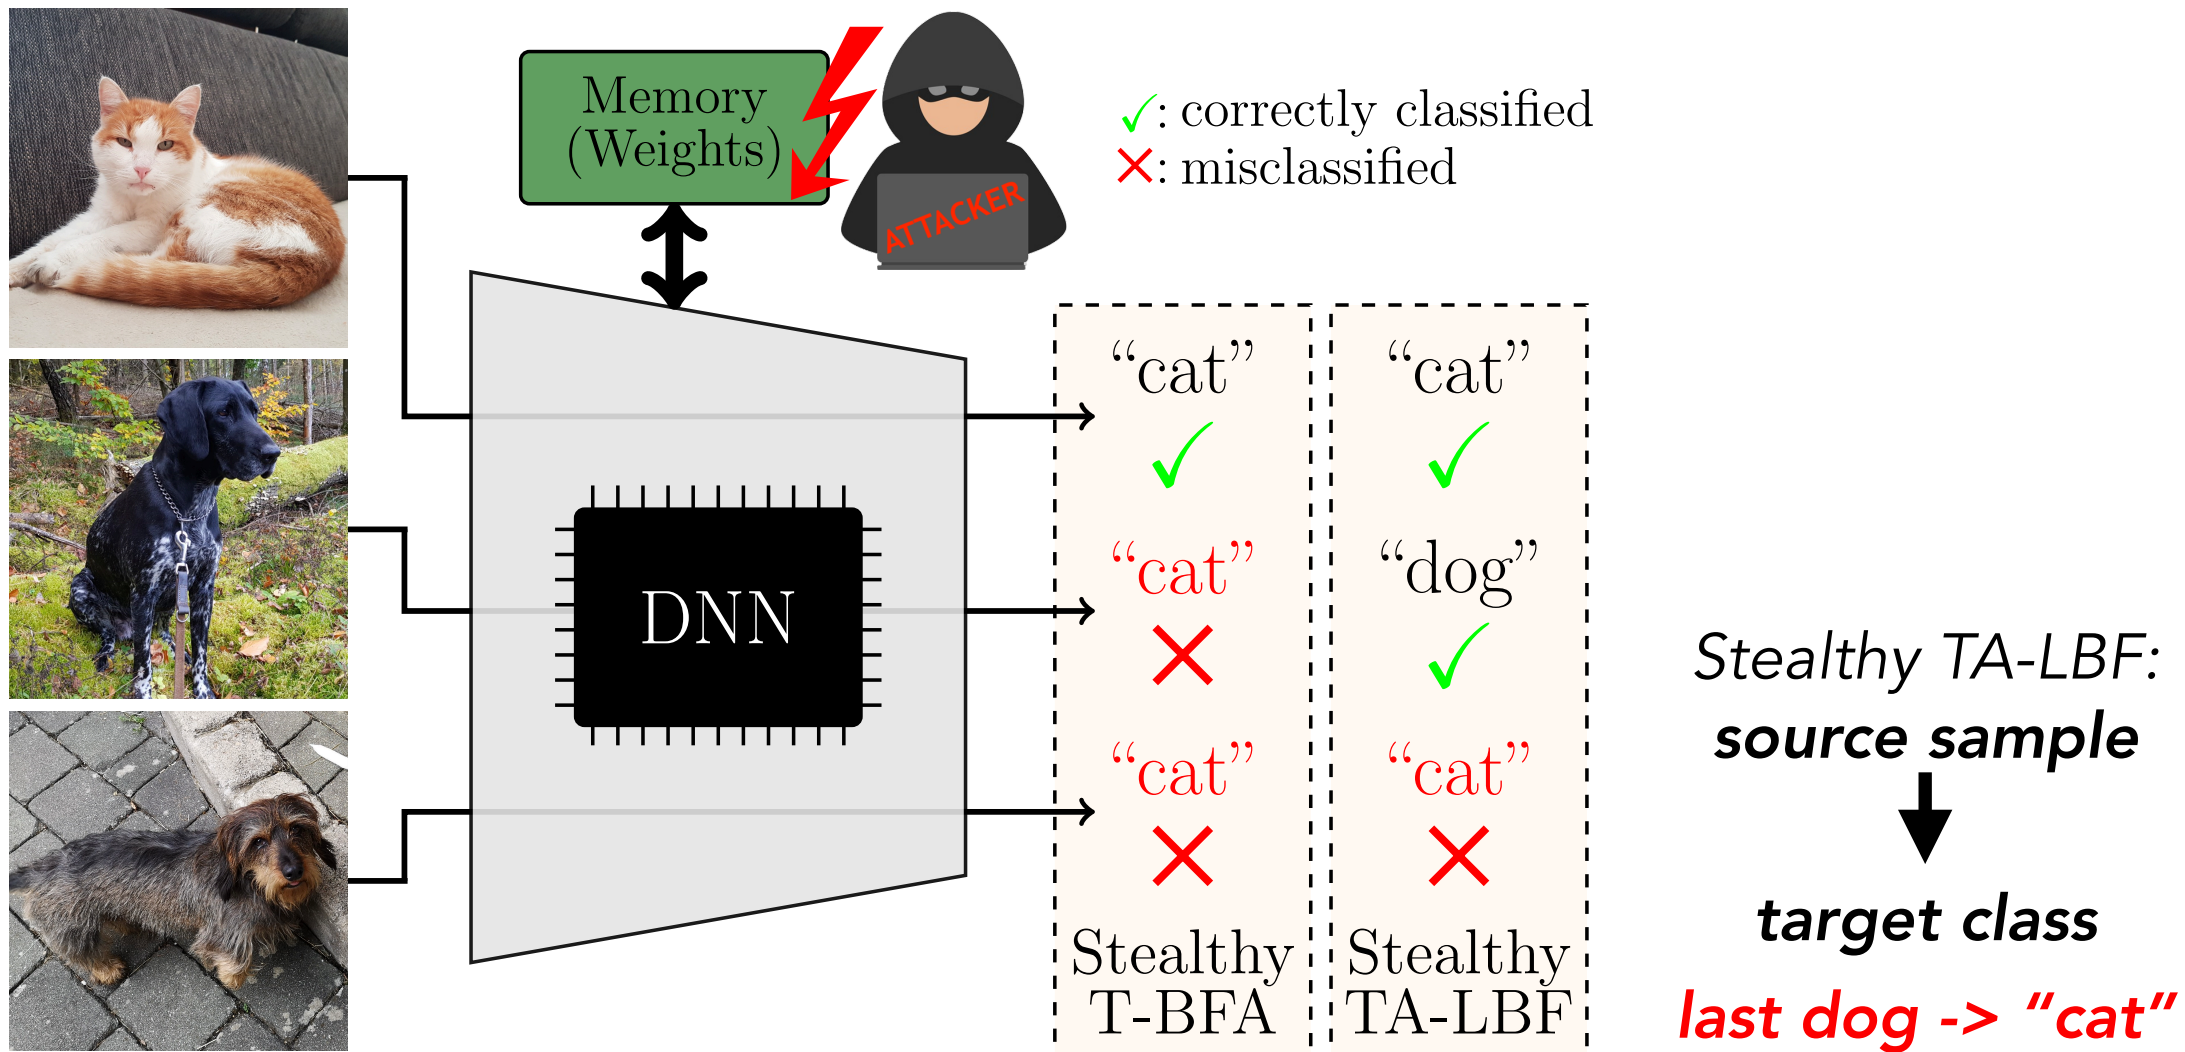 Memory
(Weights)
ATTACKER
✓: correctly classified
✕: misclassified
DNN
“cat” “cat”
✓ ✓
“cat” “dog”
✕ ✓
“cat” “cat”
✕ ✕
Stealthy
T-BFA
Stealthy
TA-LBF
Stealthy TA-LBF:
source sample
target class
last dog -> “cat”